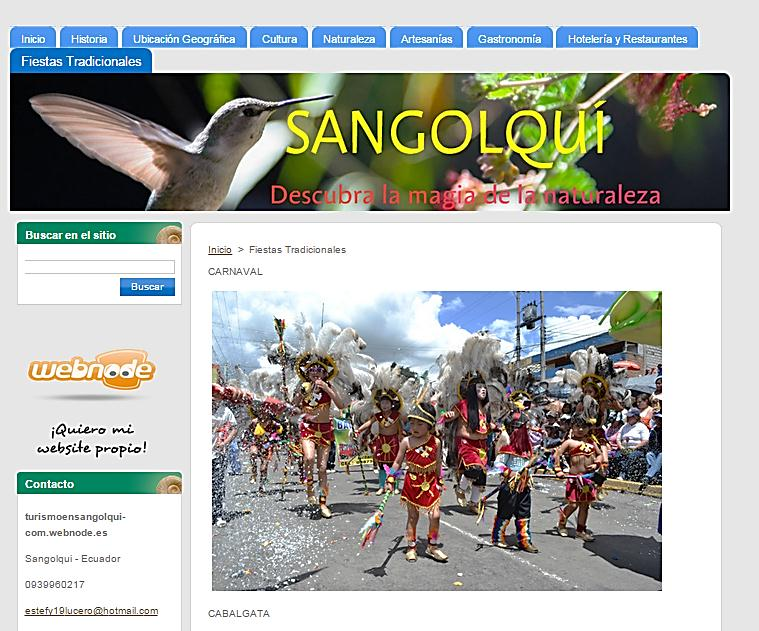 Inicio
Historia
Ubicación Geográfica
Cultura
Naturaleza
Artesanías
Gastronomía
Hotelería y Restaurantes
Fiestas Tradicionales
SANGOLQUÍ
Descubra la magia de la naturaleza
Buscar en el sitio
Buscar
webnode
¡Quiero mi
website propio!
Contacto
turismoensangolqui-
com.webnode.es
Sangolqui - Ecuador
0939960217
estefy19lucero@hotmail.com
Inicio > Fiestas Tradicionales
CARNAVAL
CABALGATA